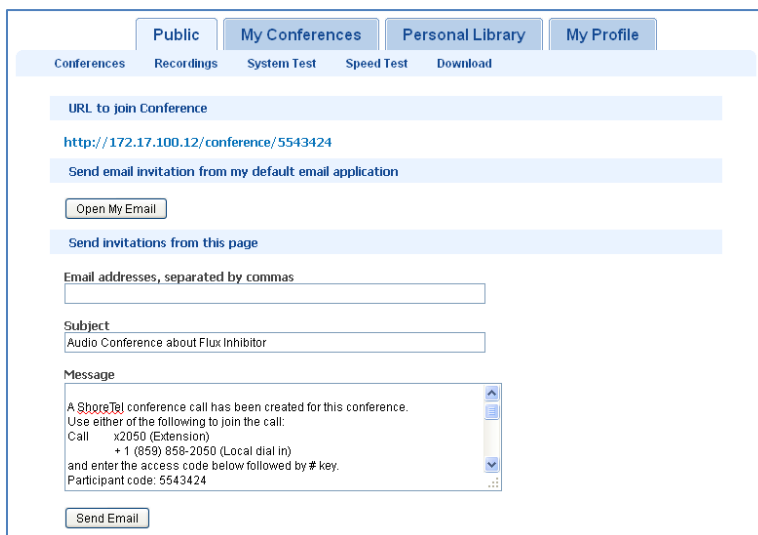 Public My Conferences Personal Library My Profile
Conferences Recordings System Test Speed Test Download
URL to join Conference
http://172.17.100.12/conference/5543424
Send email invitation from my default email application
Open My Email
Send invitations from this page
Email addresses, separated by commas
Subject
Audio Conference about Flux Inhibitor
Message
A ShoreTel conference call has been created for this conference.
Use either of the following to join the call:
Call x2050 (Extension)
+ 1 (859) 858-2050 (Local dial in)
and enter the access code below followed by # key.
Participant code: 5543424
Send Email